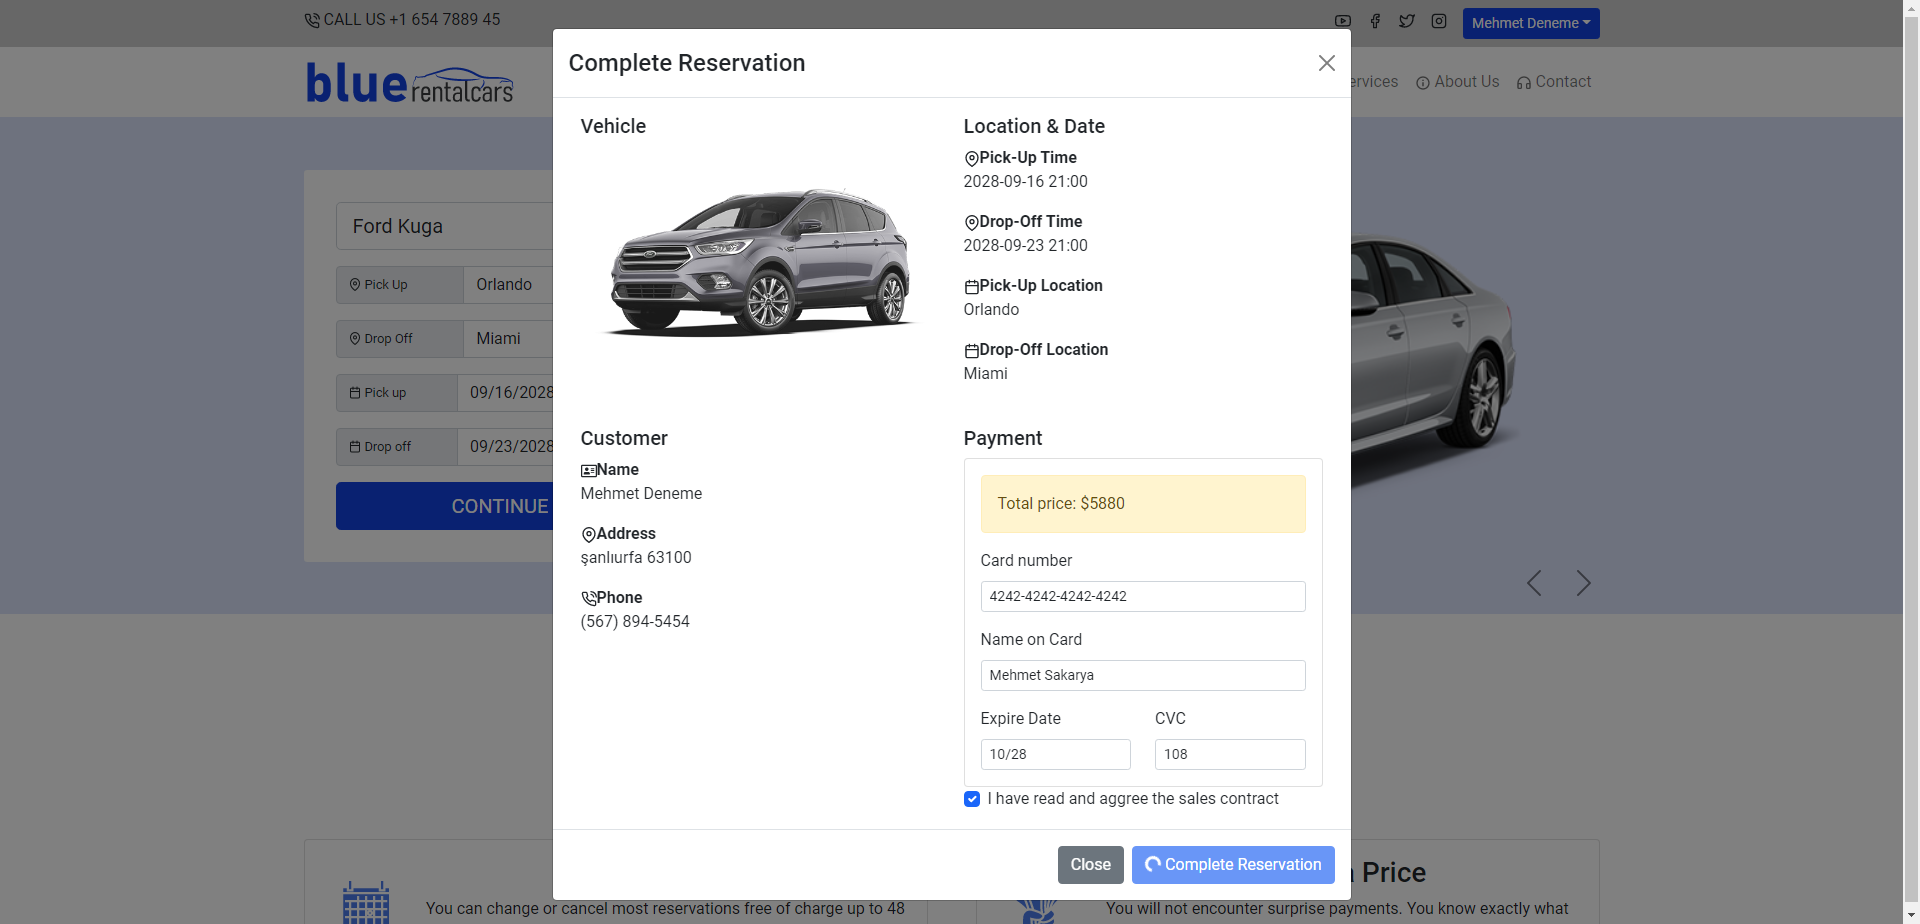 CALL US +1 654 7889 45
Mehmet Deneme
blue rentalcars
About Us
Contact
Ford Kuga
Pick Up
Orlando
Drop Off
Miami
Pick up
09/16/2028
Drop off
09/23/2028
CONTINUE
Complete Reservation
Vehicle
Location & Date
Pick-Up Time
2028-09-16 21:00
Drop-Off Time
2028-09-23 21:00
Pick-Up Location
Orlando
Drop-Off Location
Miami
Customer
Name
Mehmet Deneme
Address
şanlıurfa 63100
Phone
(567) 894-5454
Payment
Total price: $5880
Card number
4242-4242-4242-4242
Name on Card
Mehmet Sakarya
Expire Date
CVC
10/28
108
I have read and aggree the sales contract
Close
Complete Reservation
Price
You can change or cancel most reservations free of charge up to 48
You will not encounter surprise payments. You know exactly what